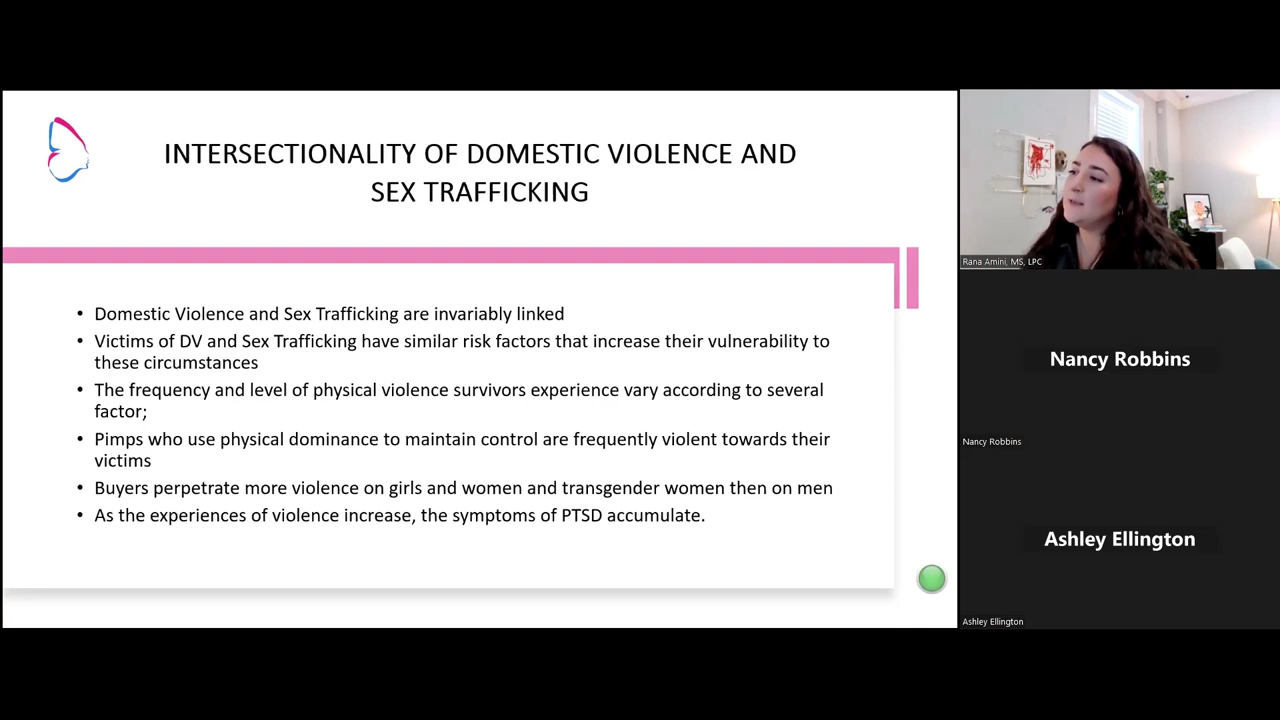 INTERSECTIONALITY OF DOMESTIC VIOLENCE AND
SEX TRAFFICKING
• Domestic Violence and Sex Trafficking are invariably linked
• Victims of DV and Sex Trafficking have similar risk factors that increase their vulnerability to
these circumstances
• The frequency and level of physical violence survivors experience vary according to several
factor;
• Pimps who use physical dominance to maintain control are frequently violent towards their
victims
• Buyers perpetrate more violence on girls and women and transgender women then on men
• As the experiences of violence increase, the symptoms of PTSD accumulate.
Rana Amini, MS, LPC
Nancy Robbins
Nancy Robbins
Ashley Ellington
Ashley Ellington